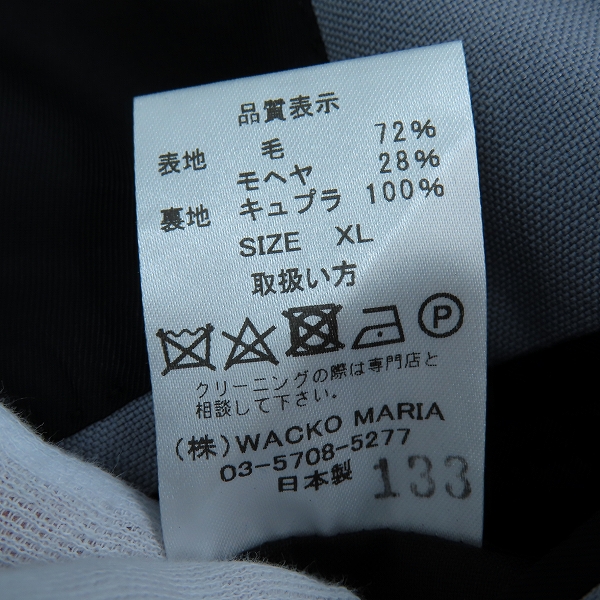 品質表示
表地 毛 72%
モヘヤ 28%
裏地 キュプラ 100%
SIZE XL
取扱い方
P
クリーニングの際は専門店と
相談して下さい。
(株)WACKO MARIA
03-5708-5277
日本製 133